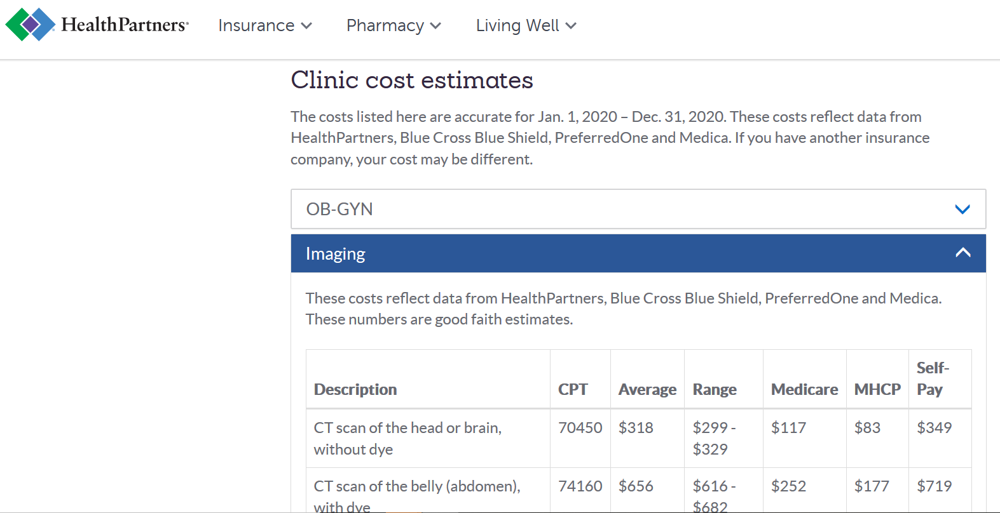 HealthPartners Insurance Pharmacy Living Well
Clinic cost estimates
The costs listed here are accurate for Jan. 1, 2020 – Dec. 31, 2020. These costs reflect data from
HealthPartners, Blue Cross Blue Shield, PreferredOne and Medica. If you have another insurance
company, your cost may be different.
OB-GYN
Imaging
These costs reflect data from HealthPartners, Blue Cross Blue Shield, PreferredOne and Medica.
These numbers are good faith estimates.
Self-
Description CPT Average Range Medicare MHCP Pay
CT scan of the head or brain, 70450 $318 $299 - $117 $83 $349
without dye $329
CT scan of the belly (abdomen), 74160 $656 $616 - $252 $177 $719
with dye $682